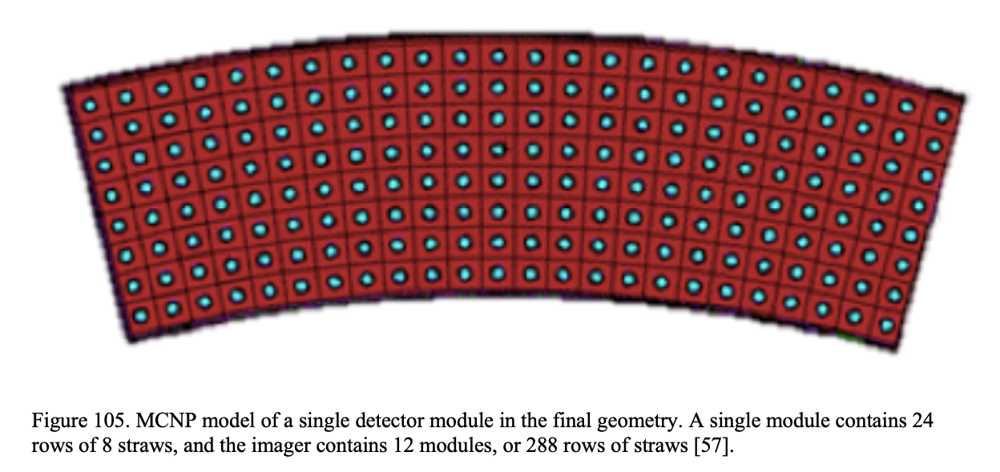 Figure 105. MCNP model of a single detector module in the final geometry. A single module contains 24
rows of 8 straws, and the imager contains 12 modules, or 288 rows of straws [57].